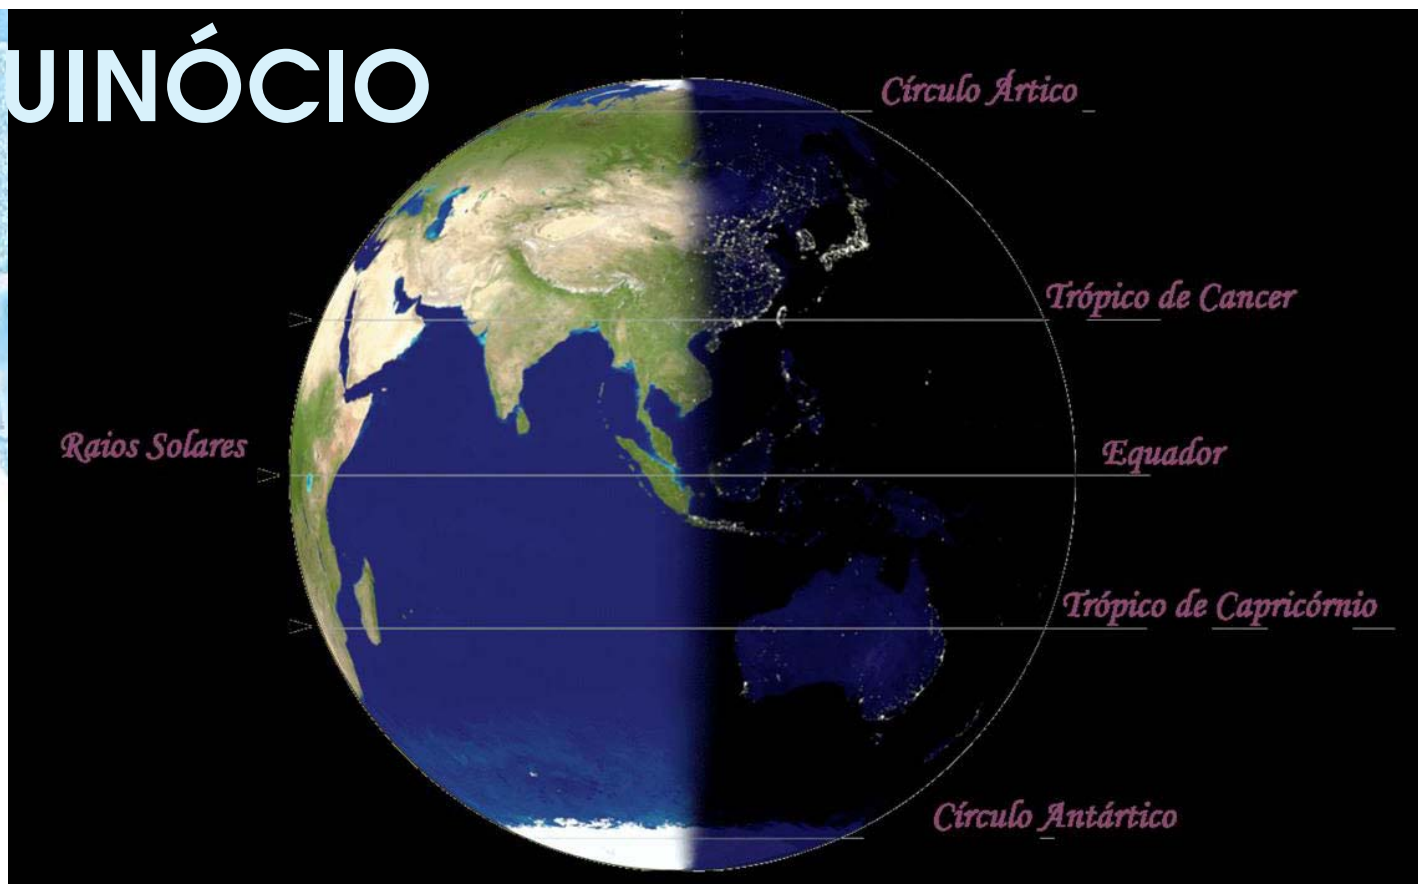 UINÓCIO
Círculo Ártico
Trópico de Cancer
Raios Solares
Equador
Trópico de Capricórnio
Círculo Antártico